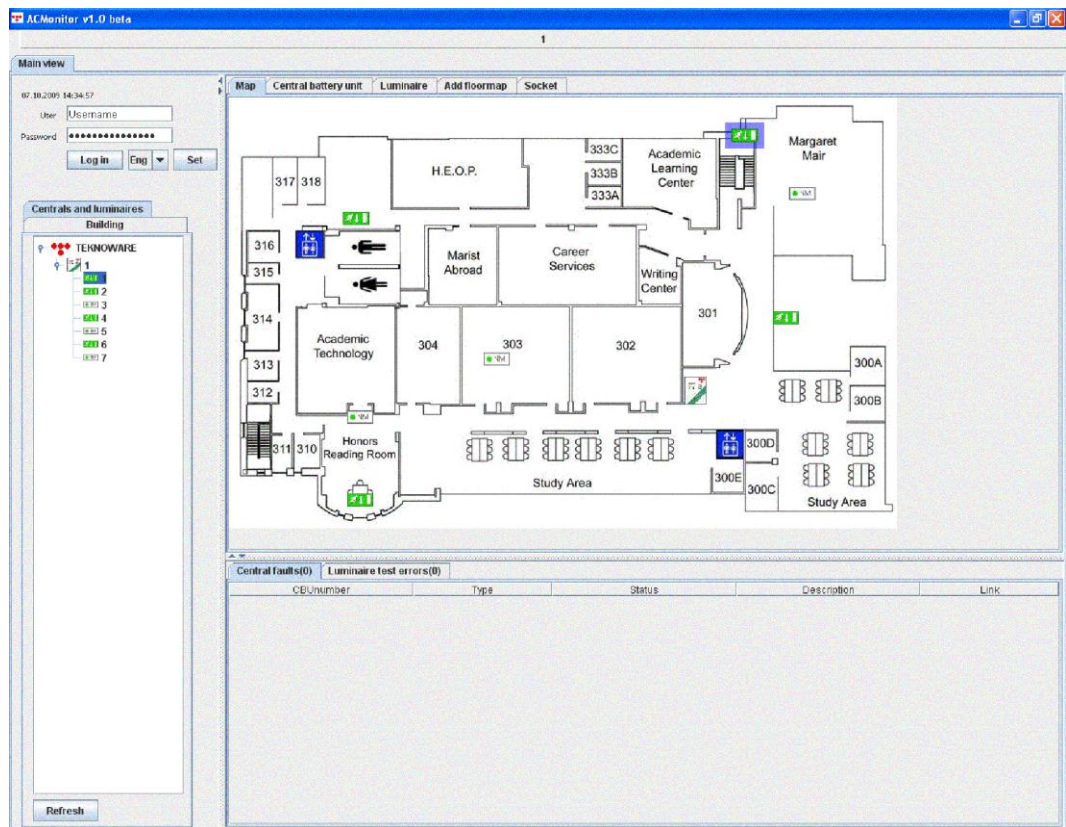 ACMonitor v1.0 beta
1
Main view
07.10.2009 14:34:57
User Username
Password
Log in Eng Set
Centrals and luminaires
Building
TEKNOWARE
1
1
2
3
4
5
6
7
Refresh
Map Central battery unit Luminaire Add floormap Socket
333C
H.E.O.P.
333B
333A
Academic
Learning
Center
Margaret
Mair
317 318
316
315
314
313
312
311 310
Marist
Abroad
Career
Services
Writing
Center
301
Academic
Technology
304
303
302
300A
300B
Honors
Reading Room
300D
300E
300C
Study Area
Study Area
Central faults(0) Luminaire test errors(0)
CBUnumber Type Status Description Link